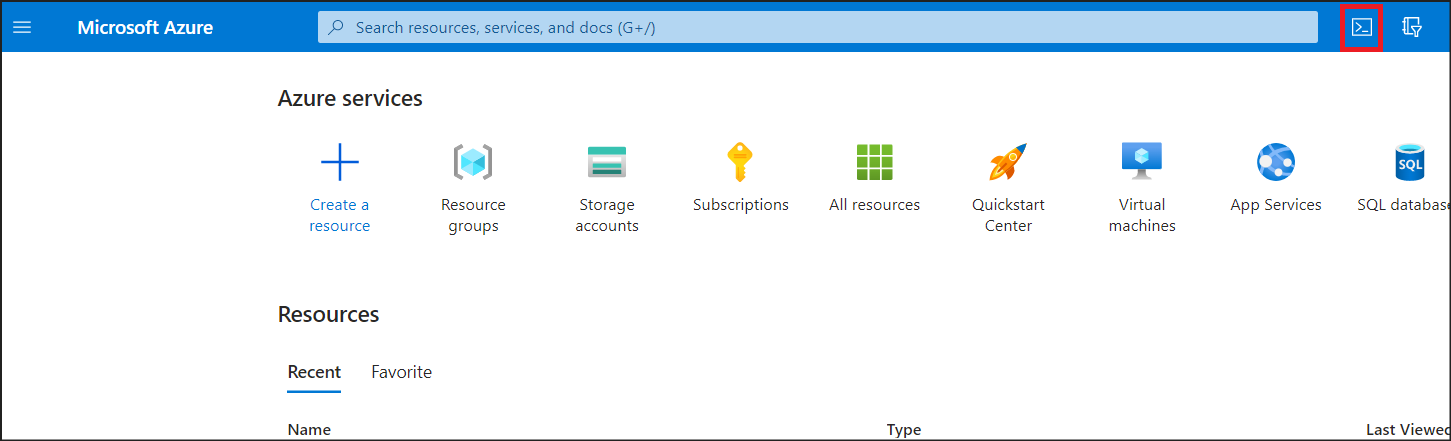 Microsoft Azure
Search resources, services, and docs (G+/)
Azure services
Create a resource
Resource groups
Storage accounts
Subscriptions
All resources
Quickstart Center
Virtual machines
App Services
SQL database
SQL
Resources
Recent Favorite
Name Type Last Viewed